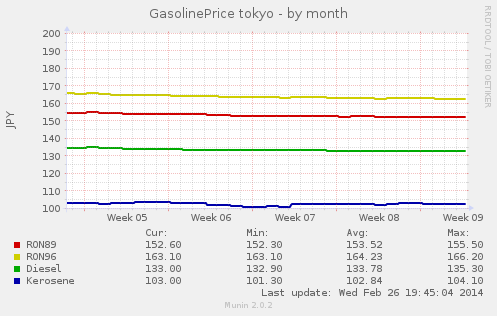 GasolinePrice tokyo - by month
RRDTOOL / TOBI OETIKER
JPY
200
190
180
170
160
150
140
130
120
110
100
Week 05 Week 06 Week 07 Week 08 Week 09
Cur: Min: Avg: Max:
RON89 152.60 152.30 153.52 155.50
RON96 163.10 163.10 164.23 166.20
Diesel 133.00 132.90 133.78 135.30
Kerosene 103.00 101.30 102.84 104.10
Last update: Wed Feb 26 19:45:04 2014
Munin 2.0.2